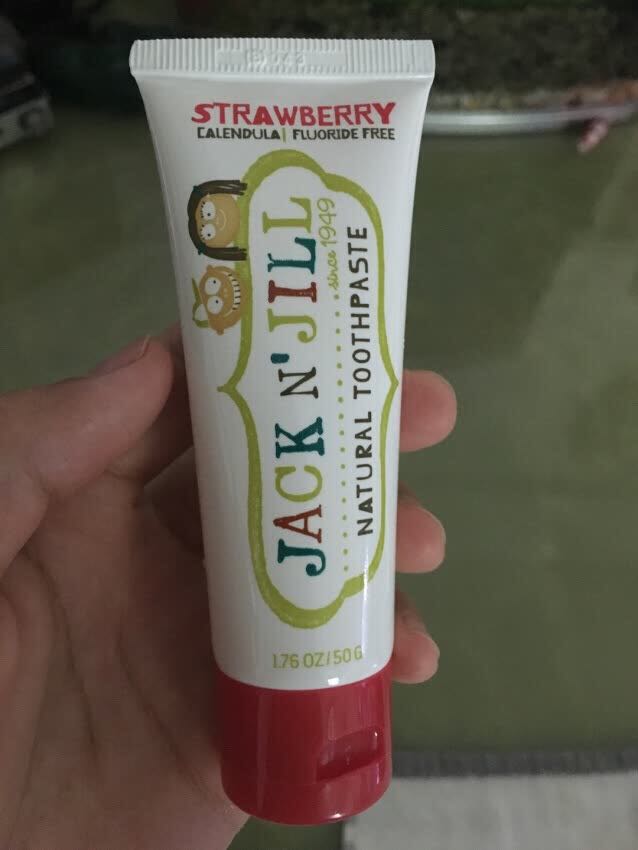 STRAWBERRY
CALENDULA | FLUORIDE FREE
JACK N' JILL
since 1949
NATURAL TOOTHPASTE
1.76 OZ/50 G